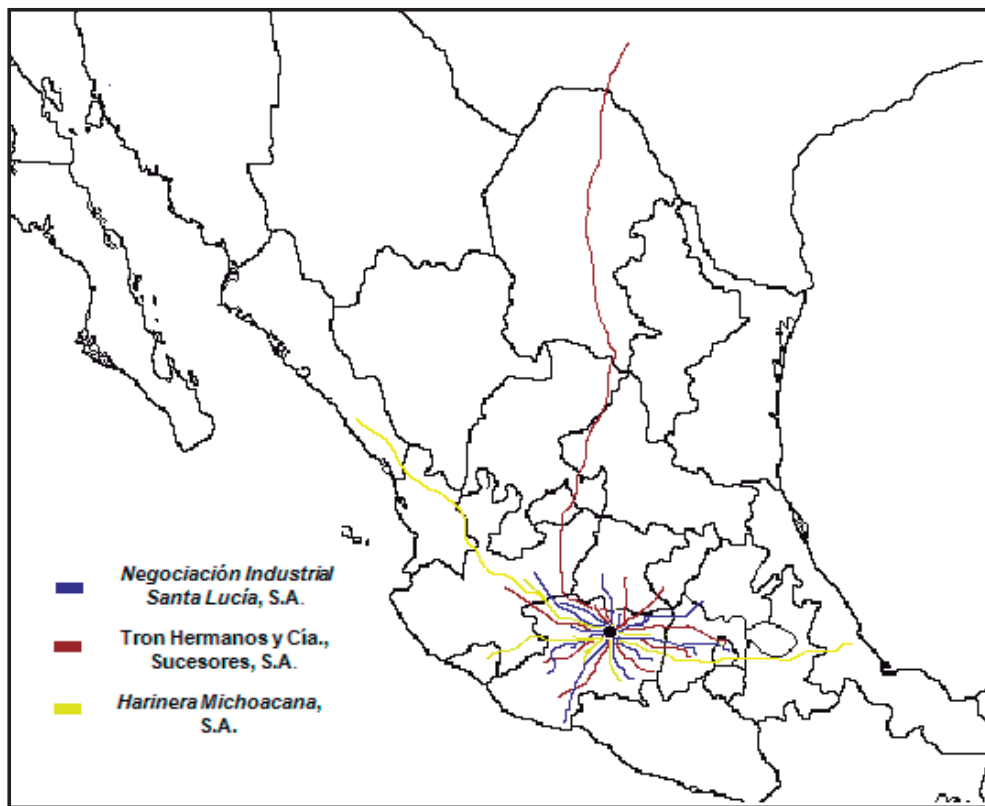 Negociación Industrial
Santa Lucía, S.A.
Tron Hermanos y Cía.,
Sucesores, S.A.
Harinera Michoacana,
S.A.